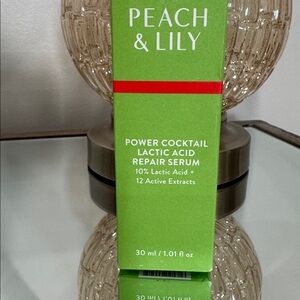 PEACH
& LILY
POWER COCKTAIL
LACTIC ACID
REPAIR SERUM
10% Lactic Acid +
12 Active Extracts
30 ml / 1.01 fl oz